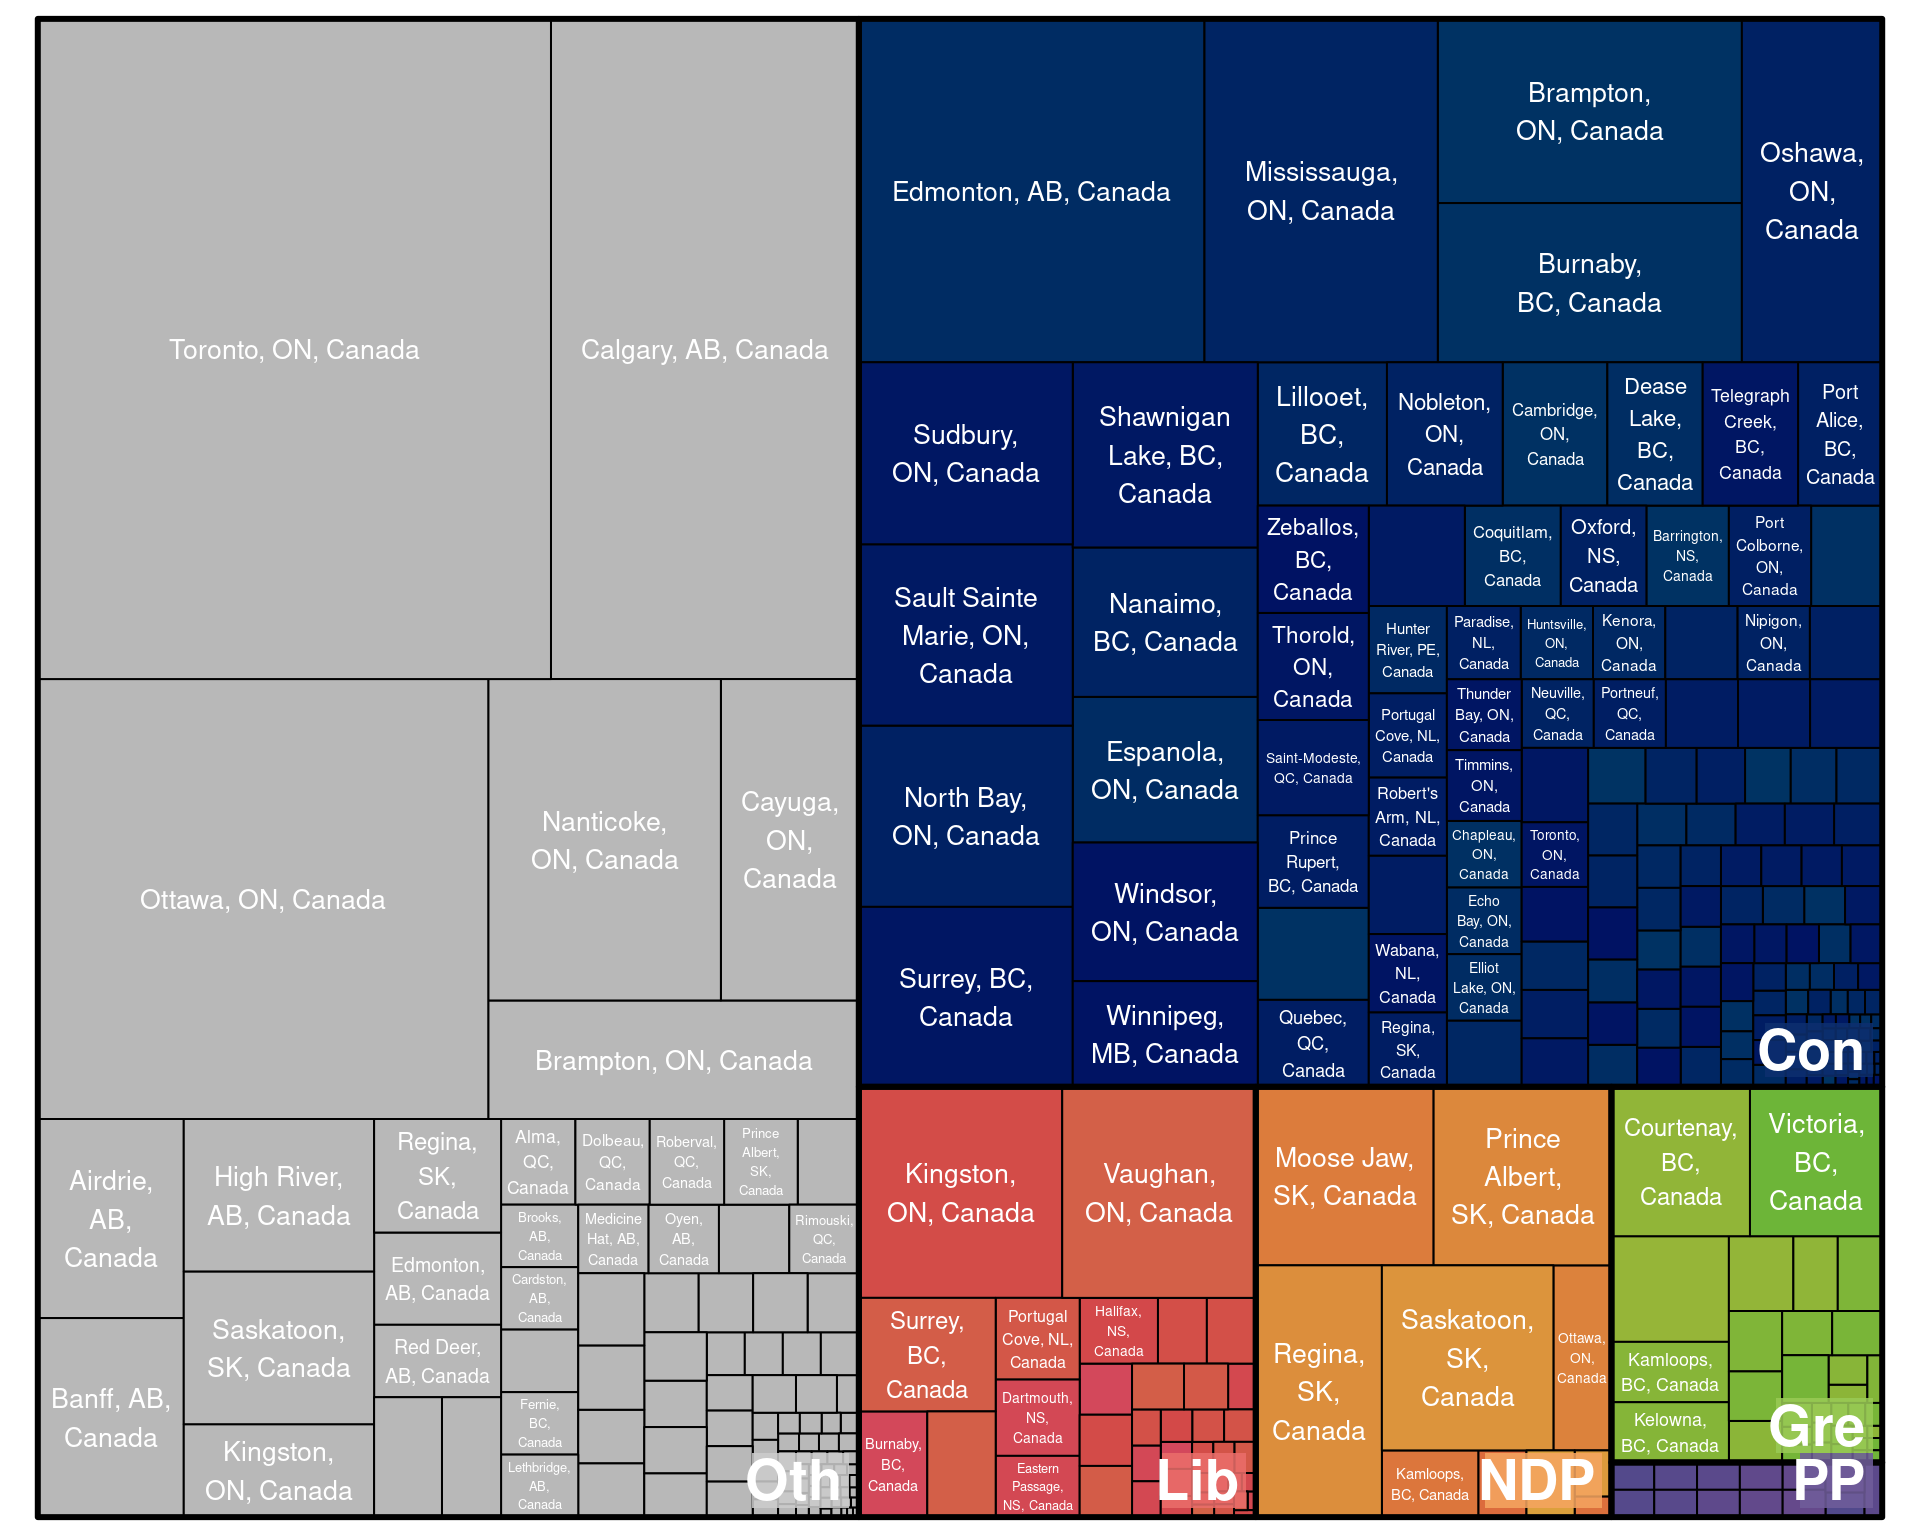 Toronto, ON, Canada
Calgary, AB, Canada
Ottawa, ON, Canada
Nanticoke,
ON, Canada
Cayuga,
ON,
Canada
Brampton, ON, Canada
Airdrie,
AB,
Canada
Banff, AB,
Canada
High River,
AB, Canada
Saskatoon,
SK, Canada
Kingston,
ON, Canada
Regina,
SK,
Canada
Edmonton,
AB, Canada
Red Deer,
AB, Canada
Alma,
QC,
Canada
Dolbeau,
QC,
Canada
Roberval,
QC,
Canada
Prince
Albert,
SK,
Canada
Brooks,
AB,
Canada
Medicine
Hat, AB,
Canada
Oyen,
AB,
Canada
Rimouski,
QC,
Canada
Cardston,
AB,
Canada
Fernie,
BC,
Canada
Lethbridge,
AB,
Canada
Oth
Edmonton, AB, Canada
Mississauga,
ON, Canada
Brampton,
ON, Canada
Burnaby,
BC, Canada
Oshawa,
ON,
Canada
Sudbury,
ON, Canada
Sault Sainte
Marie, ON,
Canada
North Bay,
ON, Canada
Surrey, BC,
Canada
Shawnigan
Lake, BC,
Canada
Nanaimo,
BC, Canada
Espanola,
ON, Canada
Windsor,
ON, Canada
Winnipeg,
MB, Canada
Lillooet,
BC,
Canada
Nobleton,
ON,
Canada
Cambridge,
ON,
Canada
Dease
Lake,
BC,
Canada
Telegraph
Creek,
BC,
Canada
Port
Alice,
BC,
Canada
Zeballos,
BC,
Canada
Thorold,
ON,
Canada
Saint-Modeste,
QC, Canada
Prince
Rupert,
BC, Canada
Quebec,
QC,
Canada
Coquitlam,
BC,
Canada
Oxford,
NS,
Canada
Barrington,
NS,
Canada
Port
Colborne,
ON,
Canada
Hunter
River, PE,
Canada
Portugal
Cove, NL,
Canada
Robert's
Arm, NL,
Canada
Wabana,
NL,
Canada
Regina,
SK,
Canada
Paradise,
NL,
Canada
Huntsville,
ON,
Canada
Kenora,
ON,
Canada
Nipigon,
ON,
Canada
Thunder
Bay, ON,
Canada
Neuville,
QC,
Canada
Portneuf,
QC,
Canada
Timmins,
ON,
Canada
Chapleau,
ON,
Canada
Toronto,
ON,
Canada
Echo
Bay, ON,
Canada
Elliot
Lake, ON,
Canada
Con
Kingston,
ON, Canada
Vaughan,
ON, Canada
Surrey,
BC,
Canada
Burnaby,
BC,
Canada
Portugal
Cove, NL,
Canada
Dartmouth,
NS,
Canada
Eastern
Passage,
NS, Canada
Halifax,
NS,
Canada
Lib
Moose Jaw,
SK, Canada
Prince
Albert,
SK, Canada
Regina,
SK,
Canada
Saskatoon,
SK,
Canada
Ottawa,
ON,
Canada
Kamloops,
BC, Canada
NDP
Courtenay,
BC,
Canada
Victoria,
BC,
Canada
Kamloops,
BC, Canada
Kelowna,
BC, Canada
Gre
PP